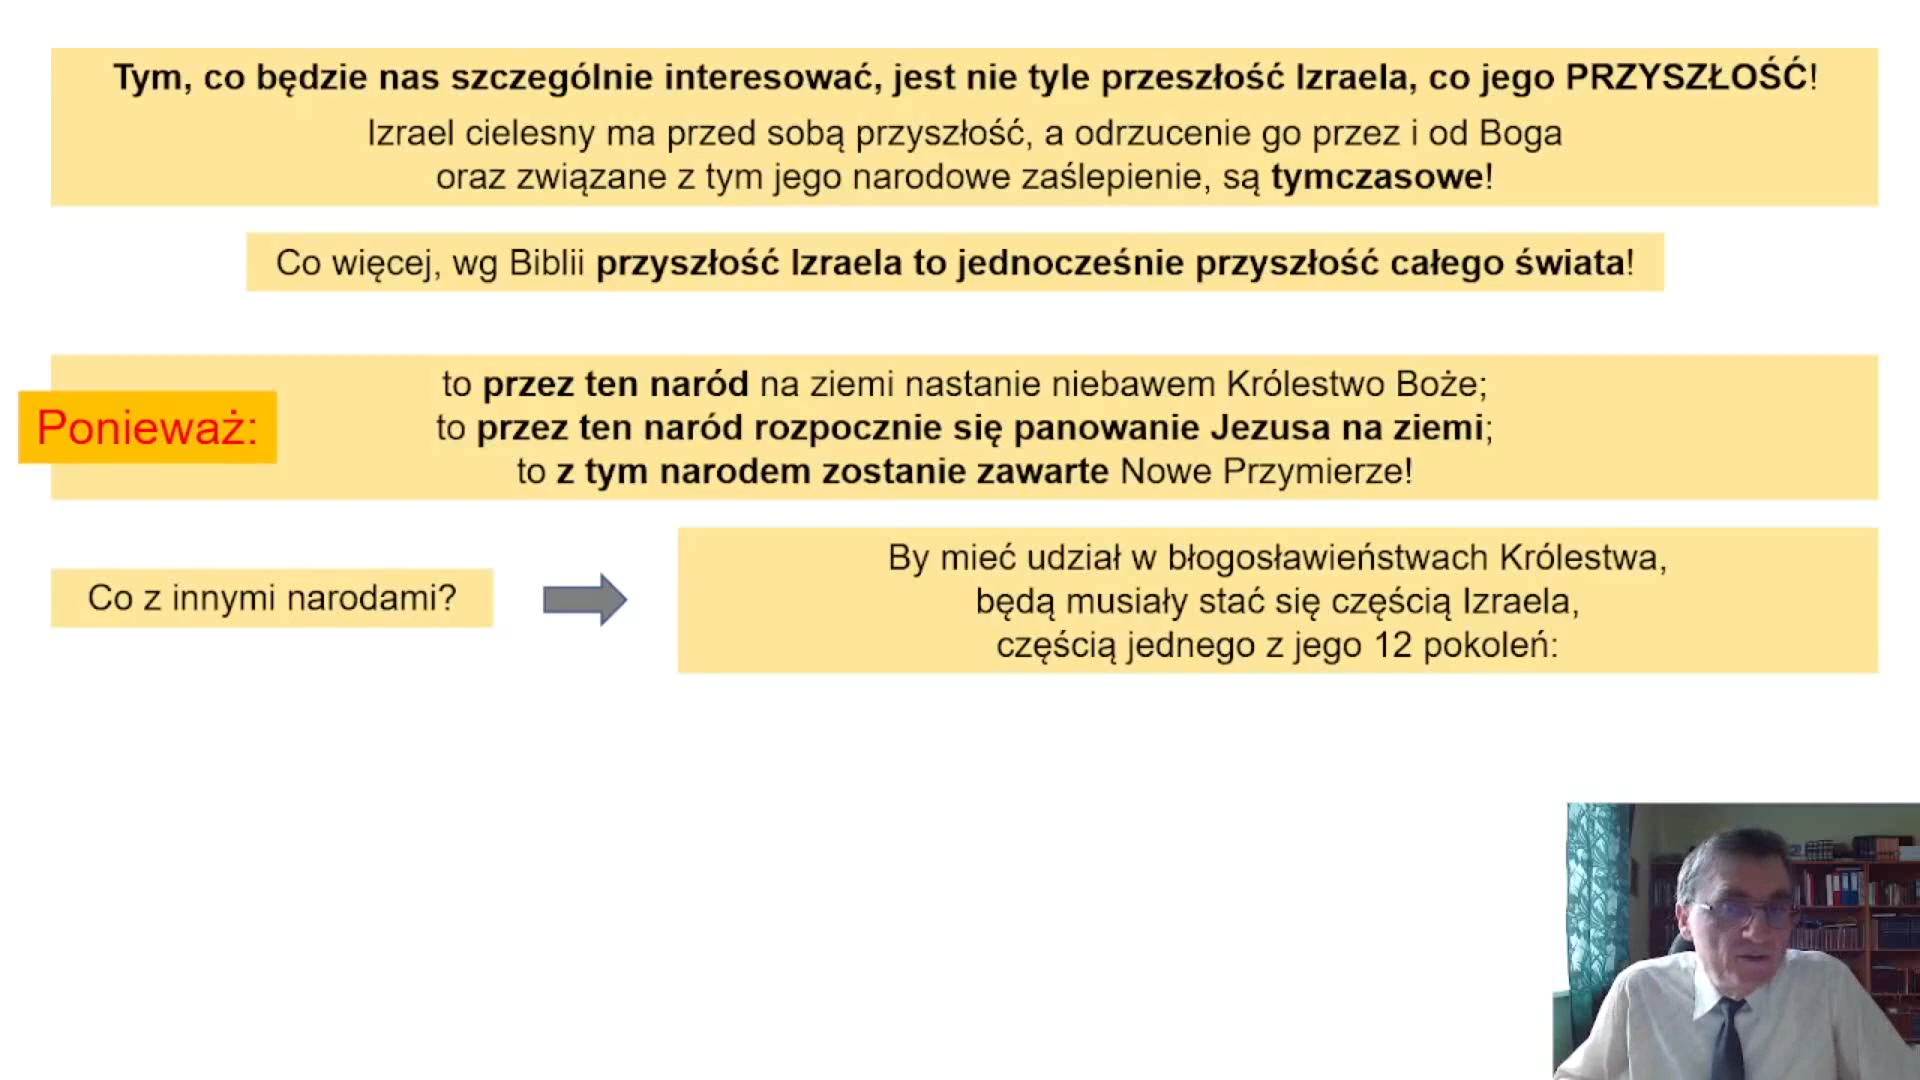 Tym, co będzie nas szczególnie interesować, jest nie tyle przeszłość Izraela, co jego PRZYSZŁOŚĆ!
Izrael cielesny ma przed sobą przyszłość, a odrzucenie go przez i od Boga
oraz związane z tym jego narodowe zaślepienie, są tymczasowe!
Co więcej, wg Biblii przyszłość Izraela to jednocześnie przyszłość całego świata!
Ponieważ:
to przez ten naród na ziemi nastanie niebawem Królestwo Boże;
to przez ten naród rozpocznie się panowanie Jezusa na ziemi;
to z tym narodem zostanie zawarte Nowe Przymierze!
Co z innymi narodami?
By mieć udział w błogosławieństwach Królestwa,
będą musiały stać się częścią Izraela,
częścią jednego z jego 12 pokoleń: